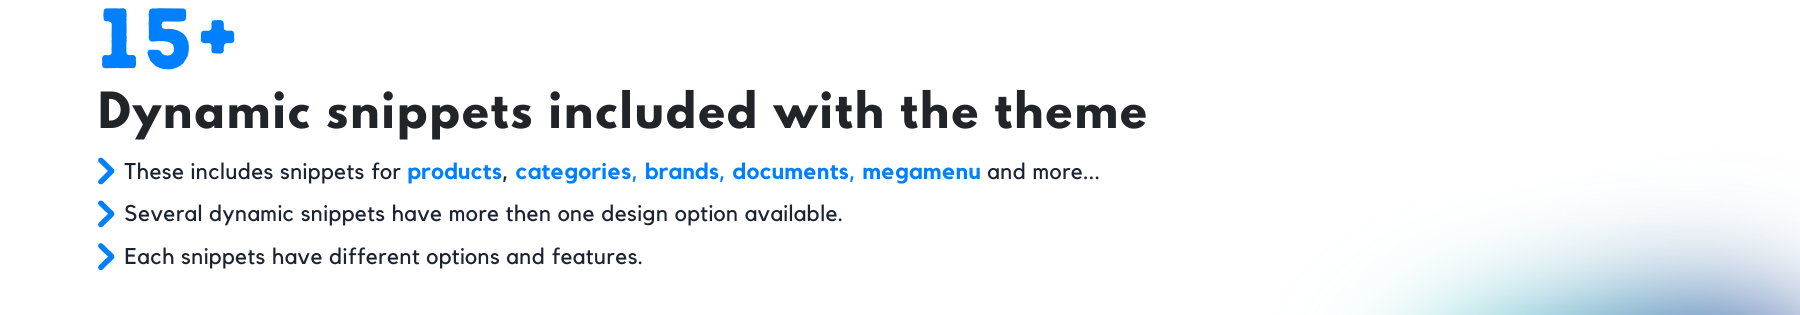 15+
Dynamic snippets included with the theme
These includes snippets for products, categories, brands, documents, megamenu and more...
Several dynamic snippets have more then one design option available.
Each snippets have different options and features.